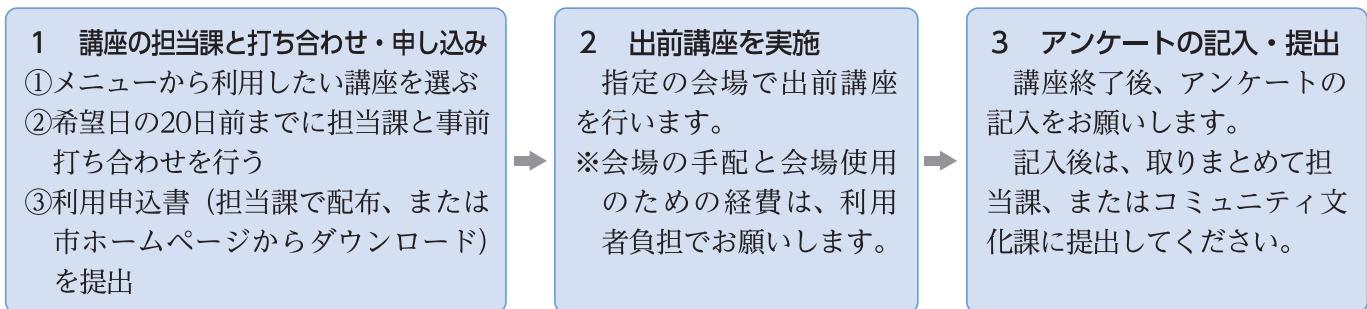 1　講座の担当課と打ち合わせ・申し込み
①メニューから利用したい講座を選ぶ
②希望日の20日前までに担当課と事前
打ち合わせを行う
③利用申込書（担当課で配布、または
市ホームページからダウンロード）
を提出
2　出前講座を実施
指定の会場で出前講座
を行います。
※会場の手配と会場使用
のための経費は、利用
者負担でお願いします。
3　アンケートの記入・提出
講座終了後、アンケートの
記入をお願いします。
記入後は、取りまとめて担
当課、またはコミュニティ文
化課に提出してください。